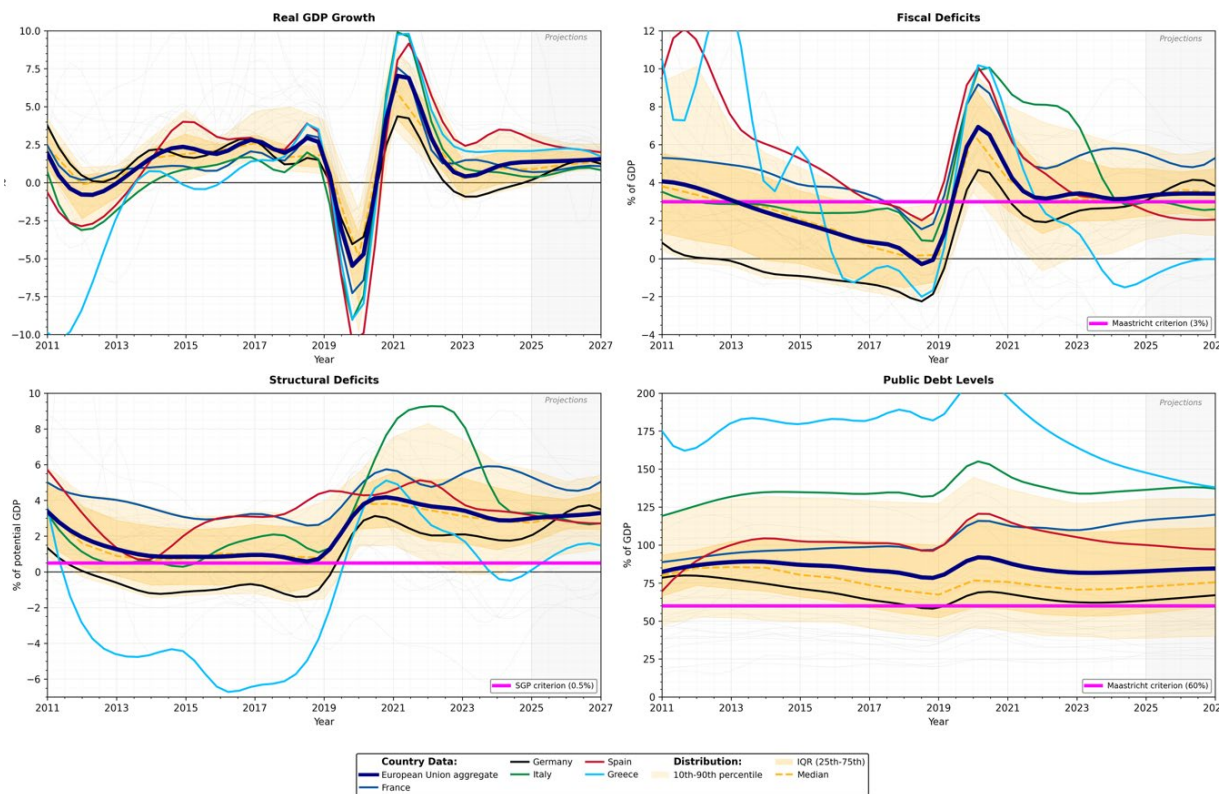 Real GDP Growth
Projections
10.0
7.5
5.0
2.5
0.0
−2.5
−5.0
−7.5
−10.0
2011 2013 2015 2017 2019 2021 2023 2025 2027
Year
Fiscal Deficits
Projections
% of GDP
12
10
8
6
4
2
0
−2
−4
Maastricht criterion (3%)
2011 2013 2015 2017 2019 2021 2023 2025 202
Year
Structural Deficits
Projections
% of potential GDP
10
8
6
4
2
0
−2
−4
−6
SGP criterion (0.5%)
2011 2013 2015 2017 2019 2021 2023 2025 2027
Year
Public Debt Levels
Projections
% of GDP
200
175
150
125
100
75
50
25
0
Maastricht criterion (60%)
2011 2013 2015 2017 2019 2021 2023 2025 202
Year
Country Data: Germany Spain Distribution: IQR (25th-75th)
European Union aggregate Italy Greece 10th-90th percentile Median
France